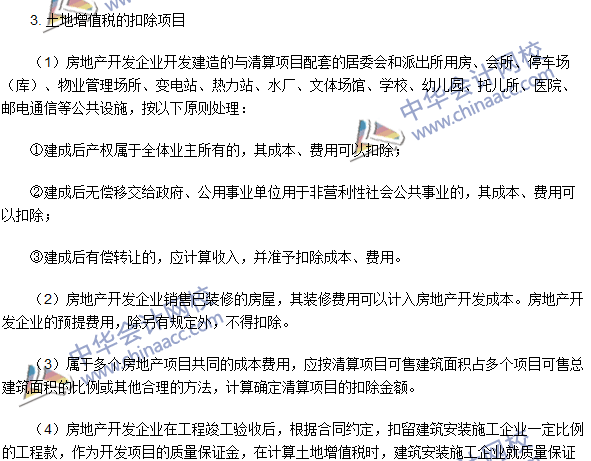 3. 土地增值税的扣除项目
（1）房地产开发企业开发建造的与清算项目配套的居委会和派出所用房、会所、停车场
（库）、物业管理场所、变电站、热力站、水厂、文体场馆、学校、幼儿园、托儿所、医院、
邮电通信等公共设施，按以下原则处理：
①建成后产权属于全体业主所有的，其成本、费用可以扣除；
②建成后无偿移交给政府、公用事业单位用于非营利性社会公共事业的，其成本、费用可
以扣除；
③建成后有偿转让的，应计算收入，并准予扣除成本、费用。
（2）房地产开发企业销售已装修的房屋，其装修费用可以计入房地产开发成本。房地产开
发企业的预提费用，除另有规定外，不得扣除。
（3）属于多个房地产项目共同的成本费用，应按清算项目可售建筑面积占多个项目可售总
建筑面积的比例或其他合理的方法，计算确定清算项目的扣除金额。
（4）房地产开发企业在工程竣工验收后，根据合同约定，扣留建筑安装施工企业一定比例
的工程款，作为开发项目的质量保证金，在计算土地增值税时，建筑安装施工企业就质量保证
中华会计网校
www.chinaacc.com
中华会计网校
www.chinaacc.com